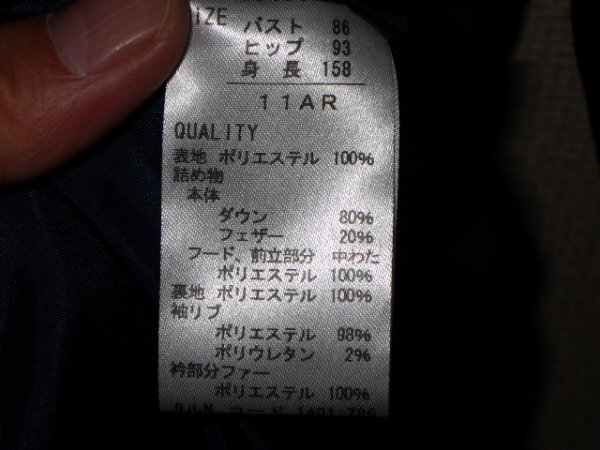 SIZE バスト 86
ヒップ 93
身長 158
11AR
QUALITY
表地 ポリエステル 100%
詰め物
本体
ダウン 80%
フェザー 20%
フード、前立部分 中わた
ポリエステル 100%
裏地 ポリエステル 100%
袖リブ
ポリエステル 98%
ポリウレタン 2%
衿部分ファー
ポリエステル 100%